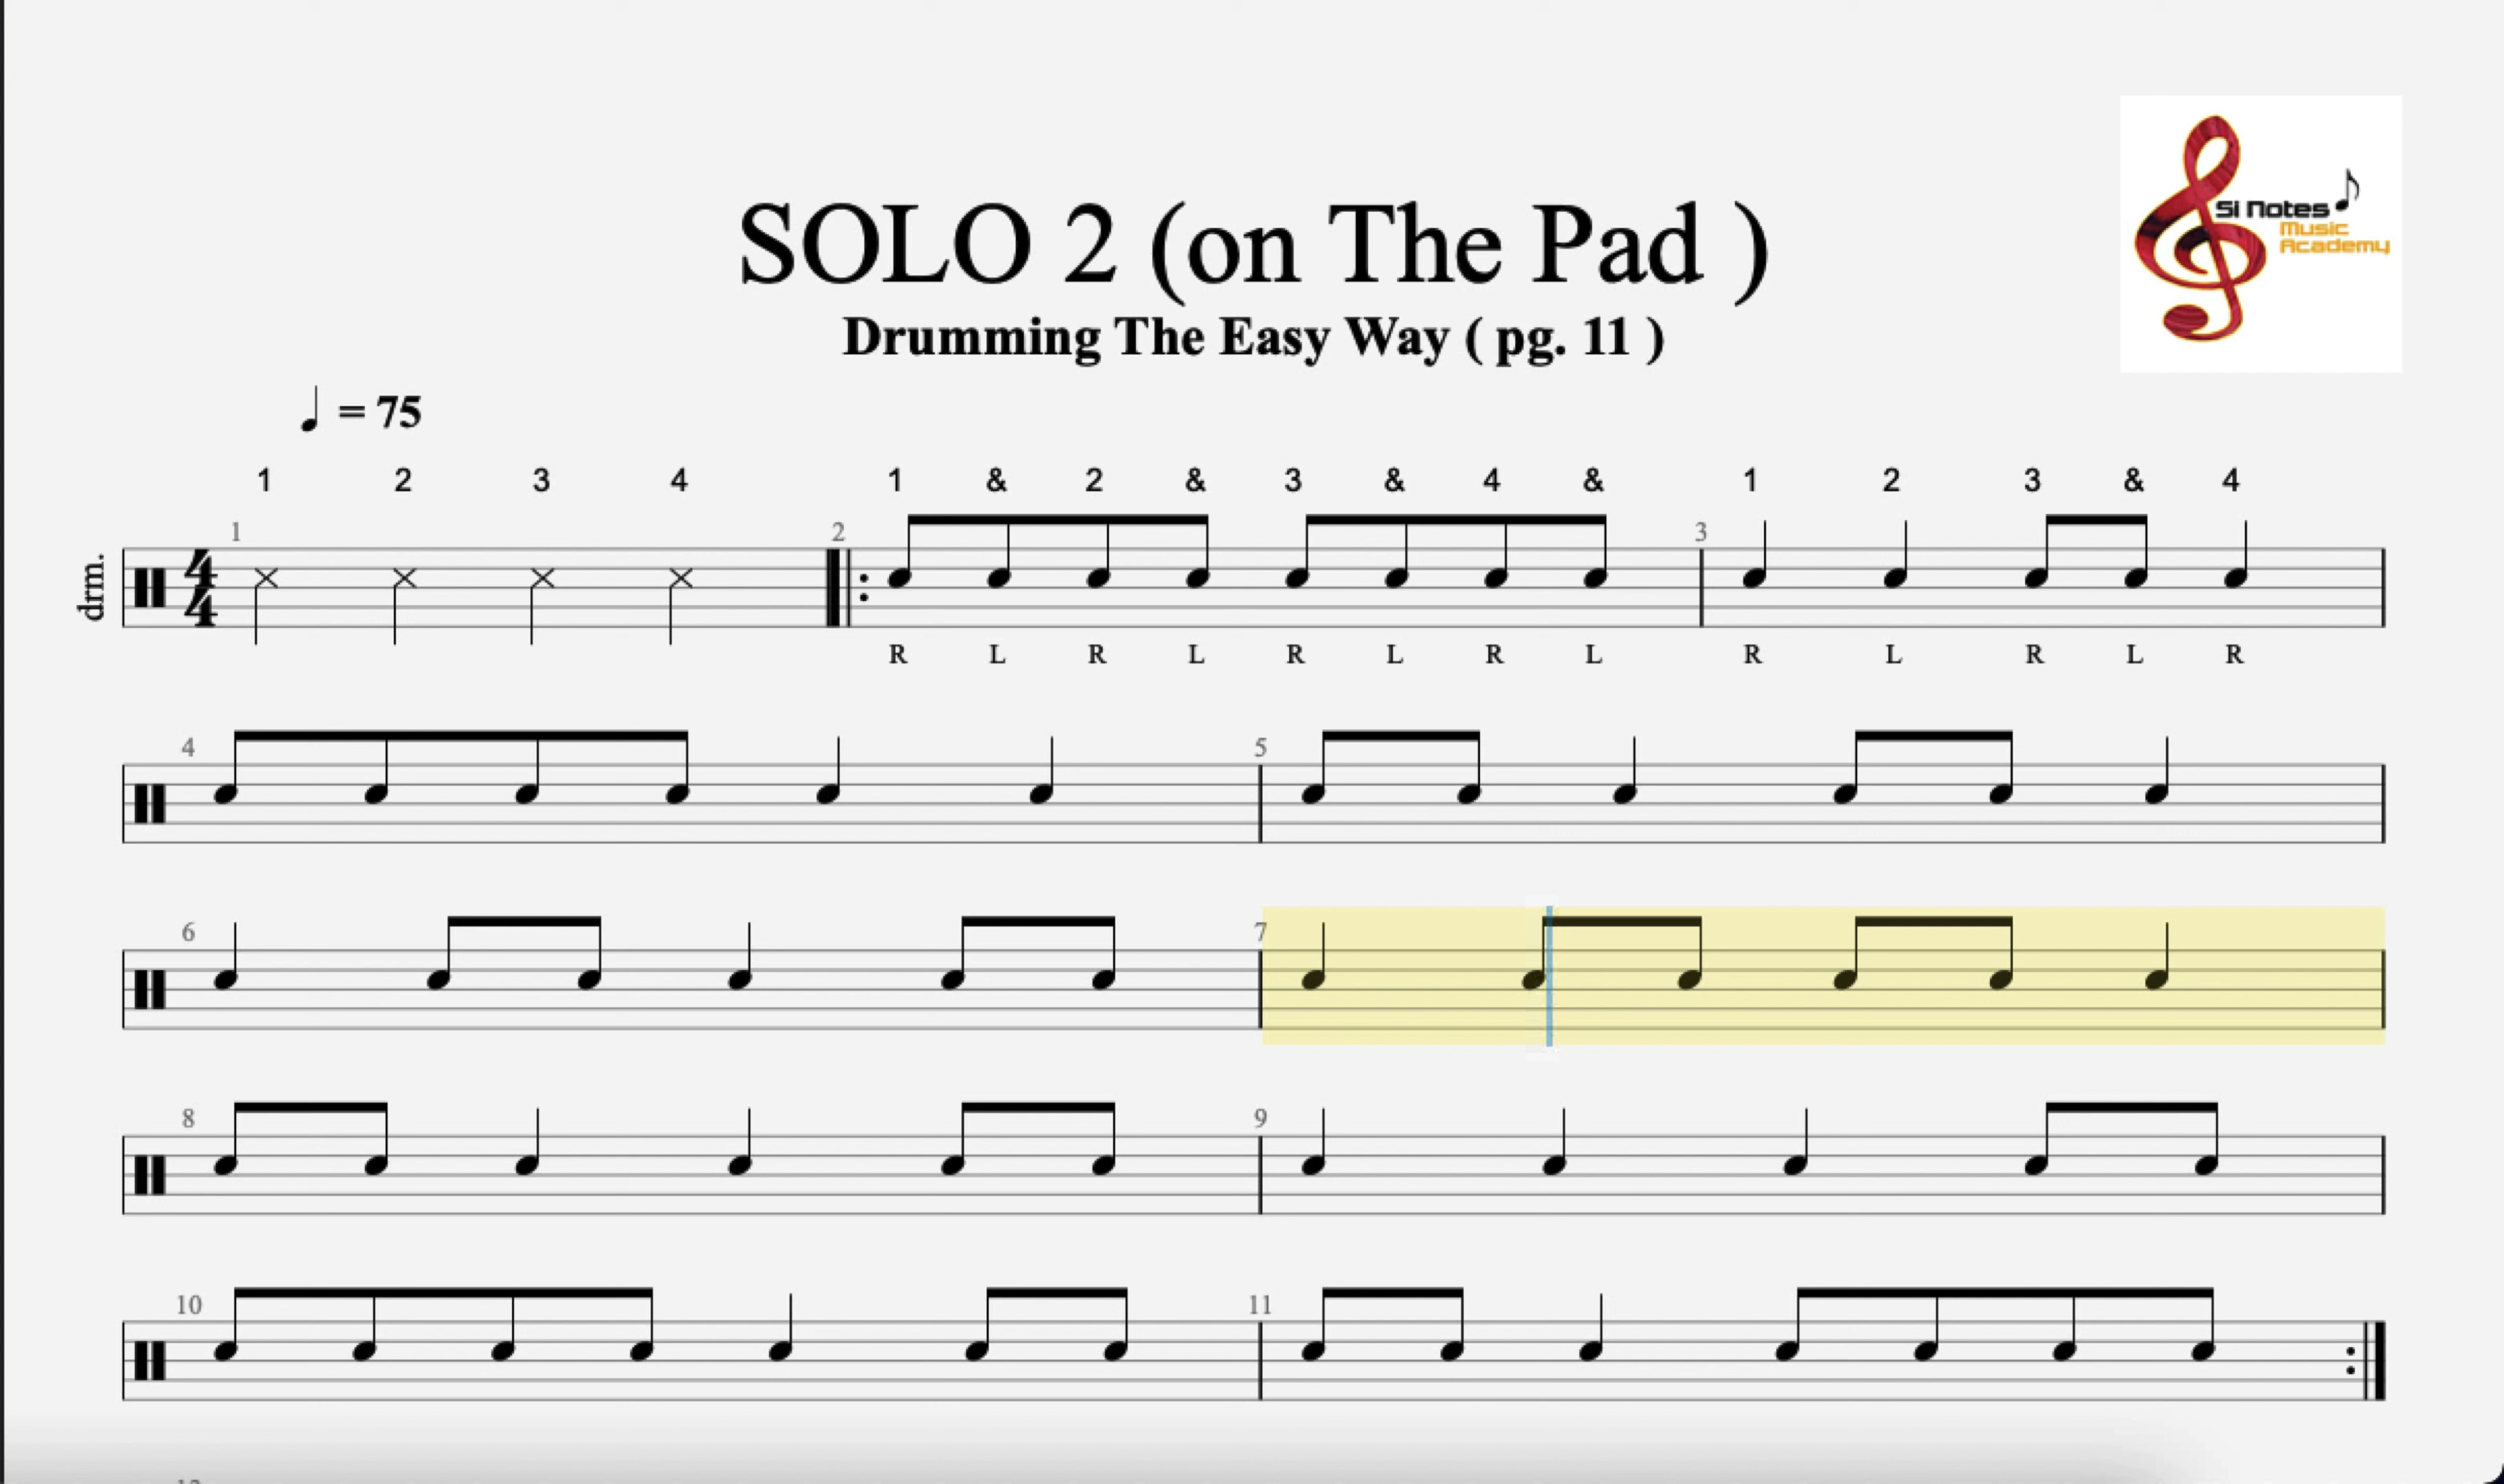 SOLO 2 (on The Pad )
Drumming The Easy Way ( pg. 11 )
Si Notes
Music
Academy
= 75
1 2 3 4 1 & 2 & 3 & 4 & 1 2 3 & 4
1 2 3
drm.
4
4
R L R L R L R L R L R L R
4 5
6 7
8 9
10 11